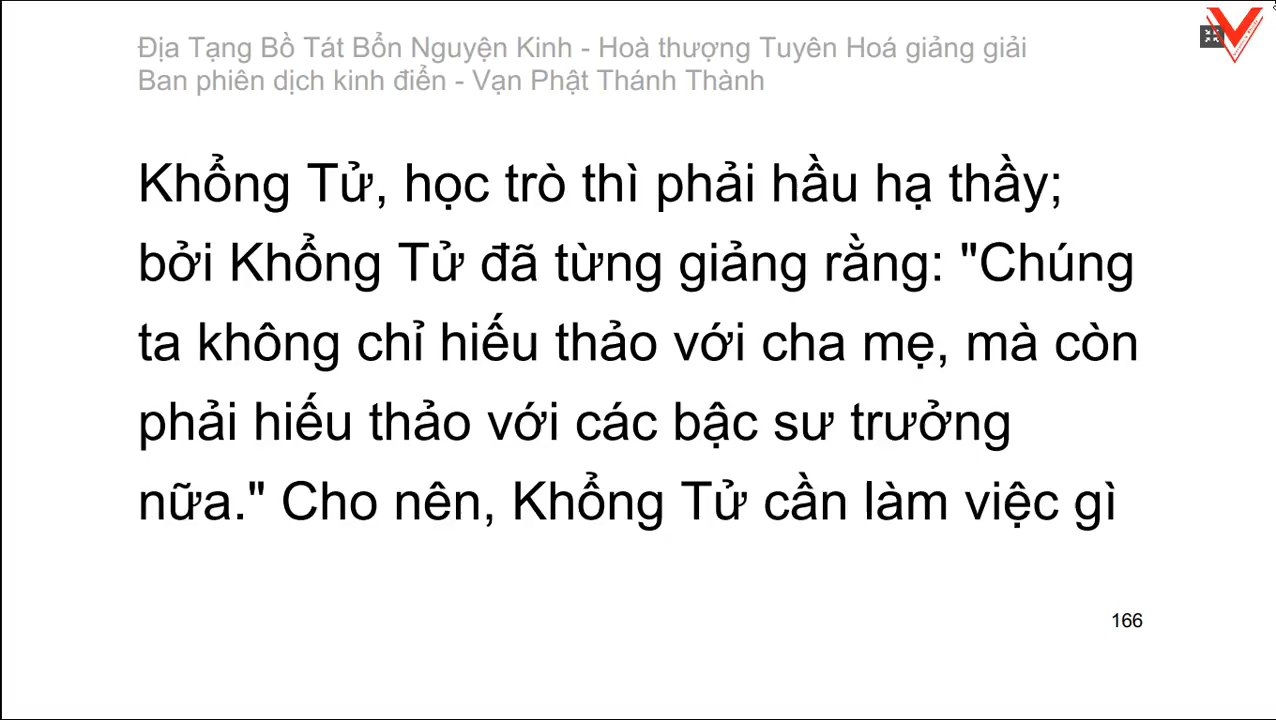 Địa Tạng Bồ Tát Bổn Nguyện Kinh - Hoà thượng Tuyên Hoá giảng giải
Ban phiên dịch kinh điển - Vạn Phật Thánh Thành
Khổng Tử, học trò thì phải hầu hạ thầy;
bởi Khổng Tử đã từng giảng rằng: "Chúng
ta không chỉ hiếu thảo với cha mẹ, mà còn
phải hiếu thảo với các bậc sư trưởng
nữa." Cho nên, Khổng Tử cần làm việc gì
166